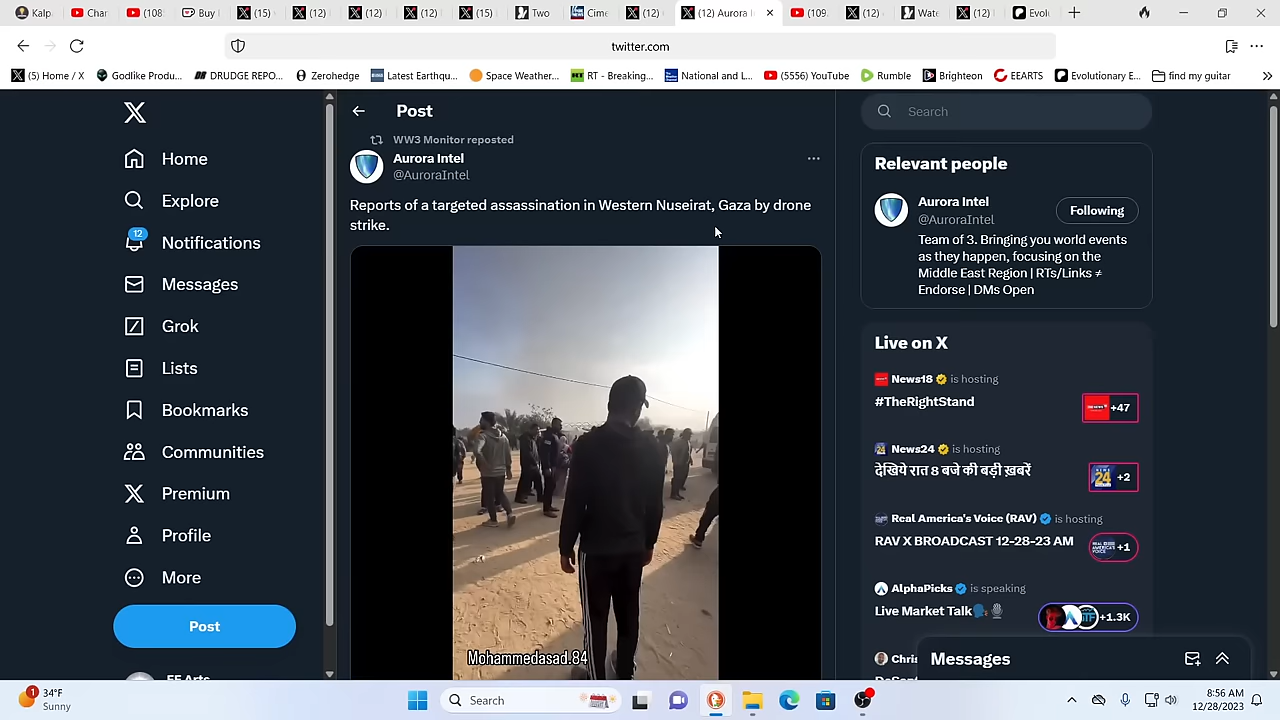 Kalp
Char
(108
Buy
(15)
(12)
(12)
(12)
(15)
Two
Cime
(12)
(12) Aurora I
(109
(12)
Wate
(12)
Evol
twitter.com
(5) Home / X
Godlike Produ...
DRUDGE REPO...
Zerohedge
Latest Earthqu...
Space Weather...
RT - Breaking...
National and L...
(5556) YouTube
Rumble
Brighteon
EEARTS
Evolutionary E...
find my guitar
Home
Explore
12
Notifications
Messages
Grok
Lists
Bookmarks
Communities
Premium
Profile
More
Post
Post
WW3 Monitor reposted
Aurora Intel
@AuroraIntel
Reports of a targeted assassination in Western Nuseirat, Gaza by drone
strike.
Mohammedasad.84
Search
Relevant people
Aurora Intel
@AuroraIntel
Following
Team of 3. Bringing you world events
as they happen, focusing on the
Middle East Region | RTs/Links ≠
Endorse | DMs Open
Live on X
News18 is hosting
#TheRightStand
+47
News24 is hosting
देखिये रात 8 बजे की बड़ी ख़बरें
24
+2
Real America's Voice (RAV) is hosting
RAV X BROADCAST 12-28-23 AM
+1
AlphaPicks is speaking
Live Market Talk
+1.3K
Chris
Messages
1
34°F
Sunny
Search
8:56 AM
12/28/2023